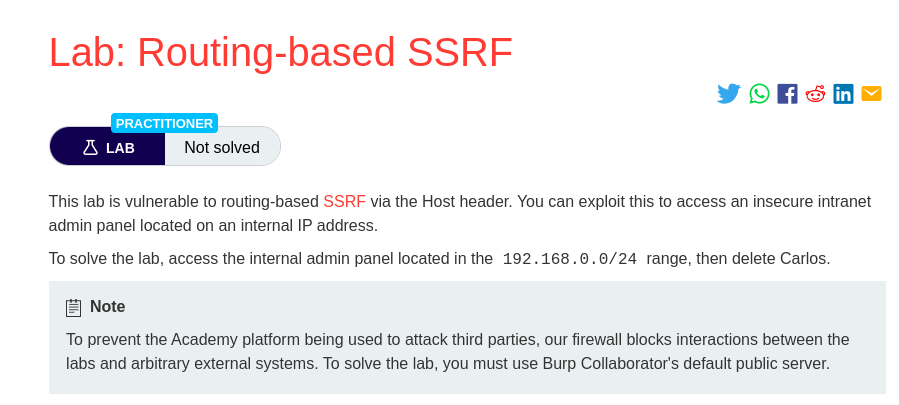 Lab: Routing-based SSRF
PRACTITIONER
LAB Not solved
This lab is vulnerable to routing-based SSRF via the Host header. You can exploit this to access an insecure intranet
admin panel located on an internal IP address.
To solve the lab, access the internal admin panel located in the 192.168.0.0/24 range, then delete Carlos.
Note
To prevent the Academy platform being used to attack third parties, our firewall blocks interactions between the
labs and arbitrary external systems. To solve the lab, you must use Burp Collaborator's default public server.